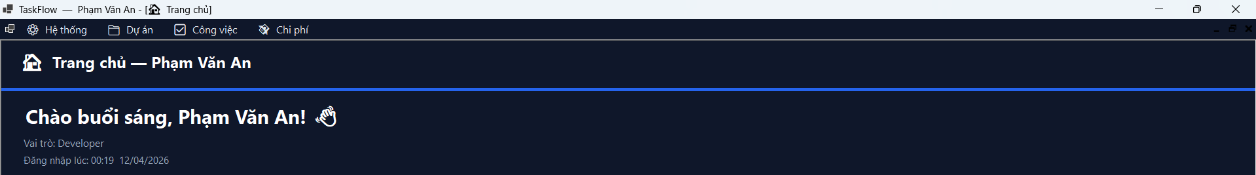 TaskFlow — Phạm Văn An - [🏠 Trang chủ]
Hệ thống Dự án Công việc Chi phí
Trang chủ — Phạm Văn An
Chào buổi sáng, Phạm Văn An! 👋
Vai trò: Developer
Đăng nhập lúc: 00:19 12/04/2026